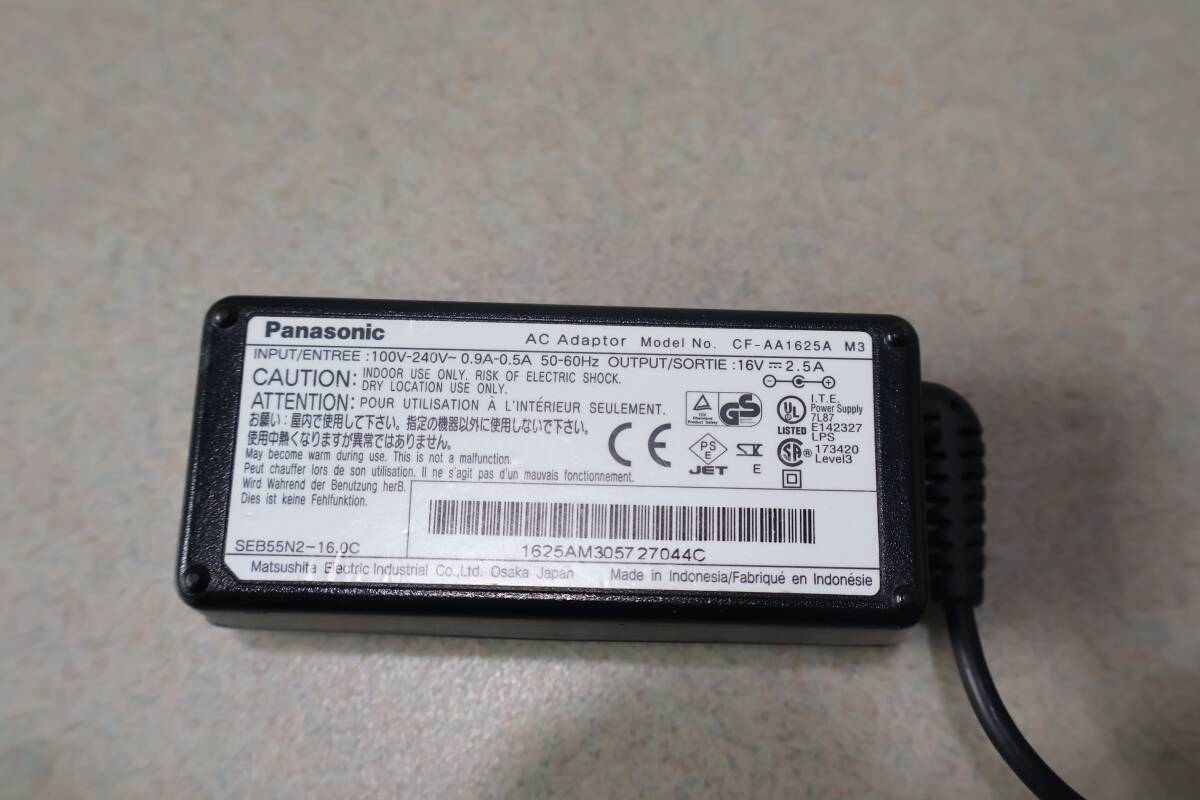 Panasonic
AC Adaptor Model No. CF-AA1625A M3
INPUT/ENTREE :100V-240V~ 0.9A-0.5A 50-60Hz OUTPUT/SORTIE :16V⎓2.5A
CAUTION: INDOOR USE ONLY. RISK OF ELECTRIC SHOCK.
DRY LOCATION USE ONLY.
ATTENTION: POUR UTILISATION À L'INTÉRIEUR SEULEMENT.
お願い:屋内で使用して下さい。指定の機器以外に使用しないで下さい。
使用中熱くなりますが異常ではありません。
May become warm during use. This is not a malfunction.
Peut chauffer lors de son utilisation. Il ne s'agit pas d'un mauvais fonctionnement.
Wird Während der Benutzung herB.
Dies ist keine Fehlfunktion.
CE
GS
PS
E
JET
E
UL
LISTED
I.T.E.
Power Supply
7L87
E142327
LPS
SA ®
173420
Level3
SEB55N2-16.0C
1625AM305727044C
Matsushita Electric Industrial Co.,Ltd. Osaka Japan Made in Indonesia/Fabriqué en Indonésie